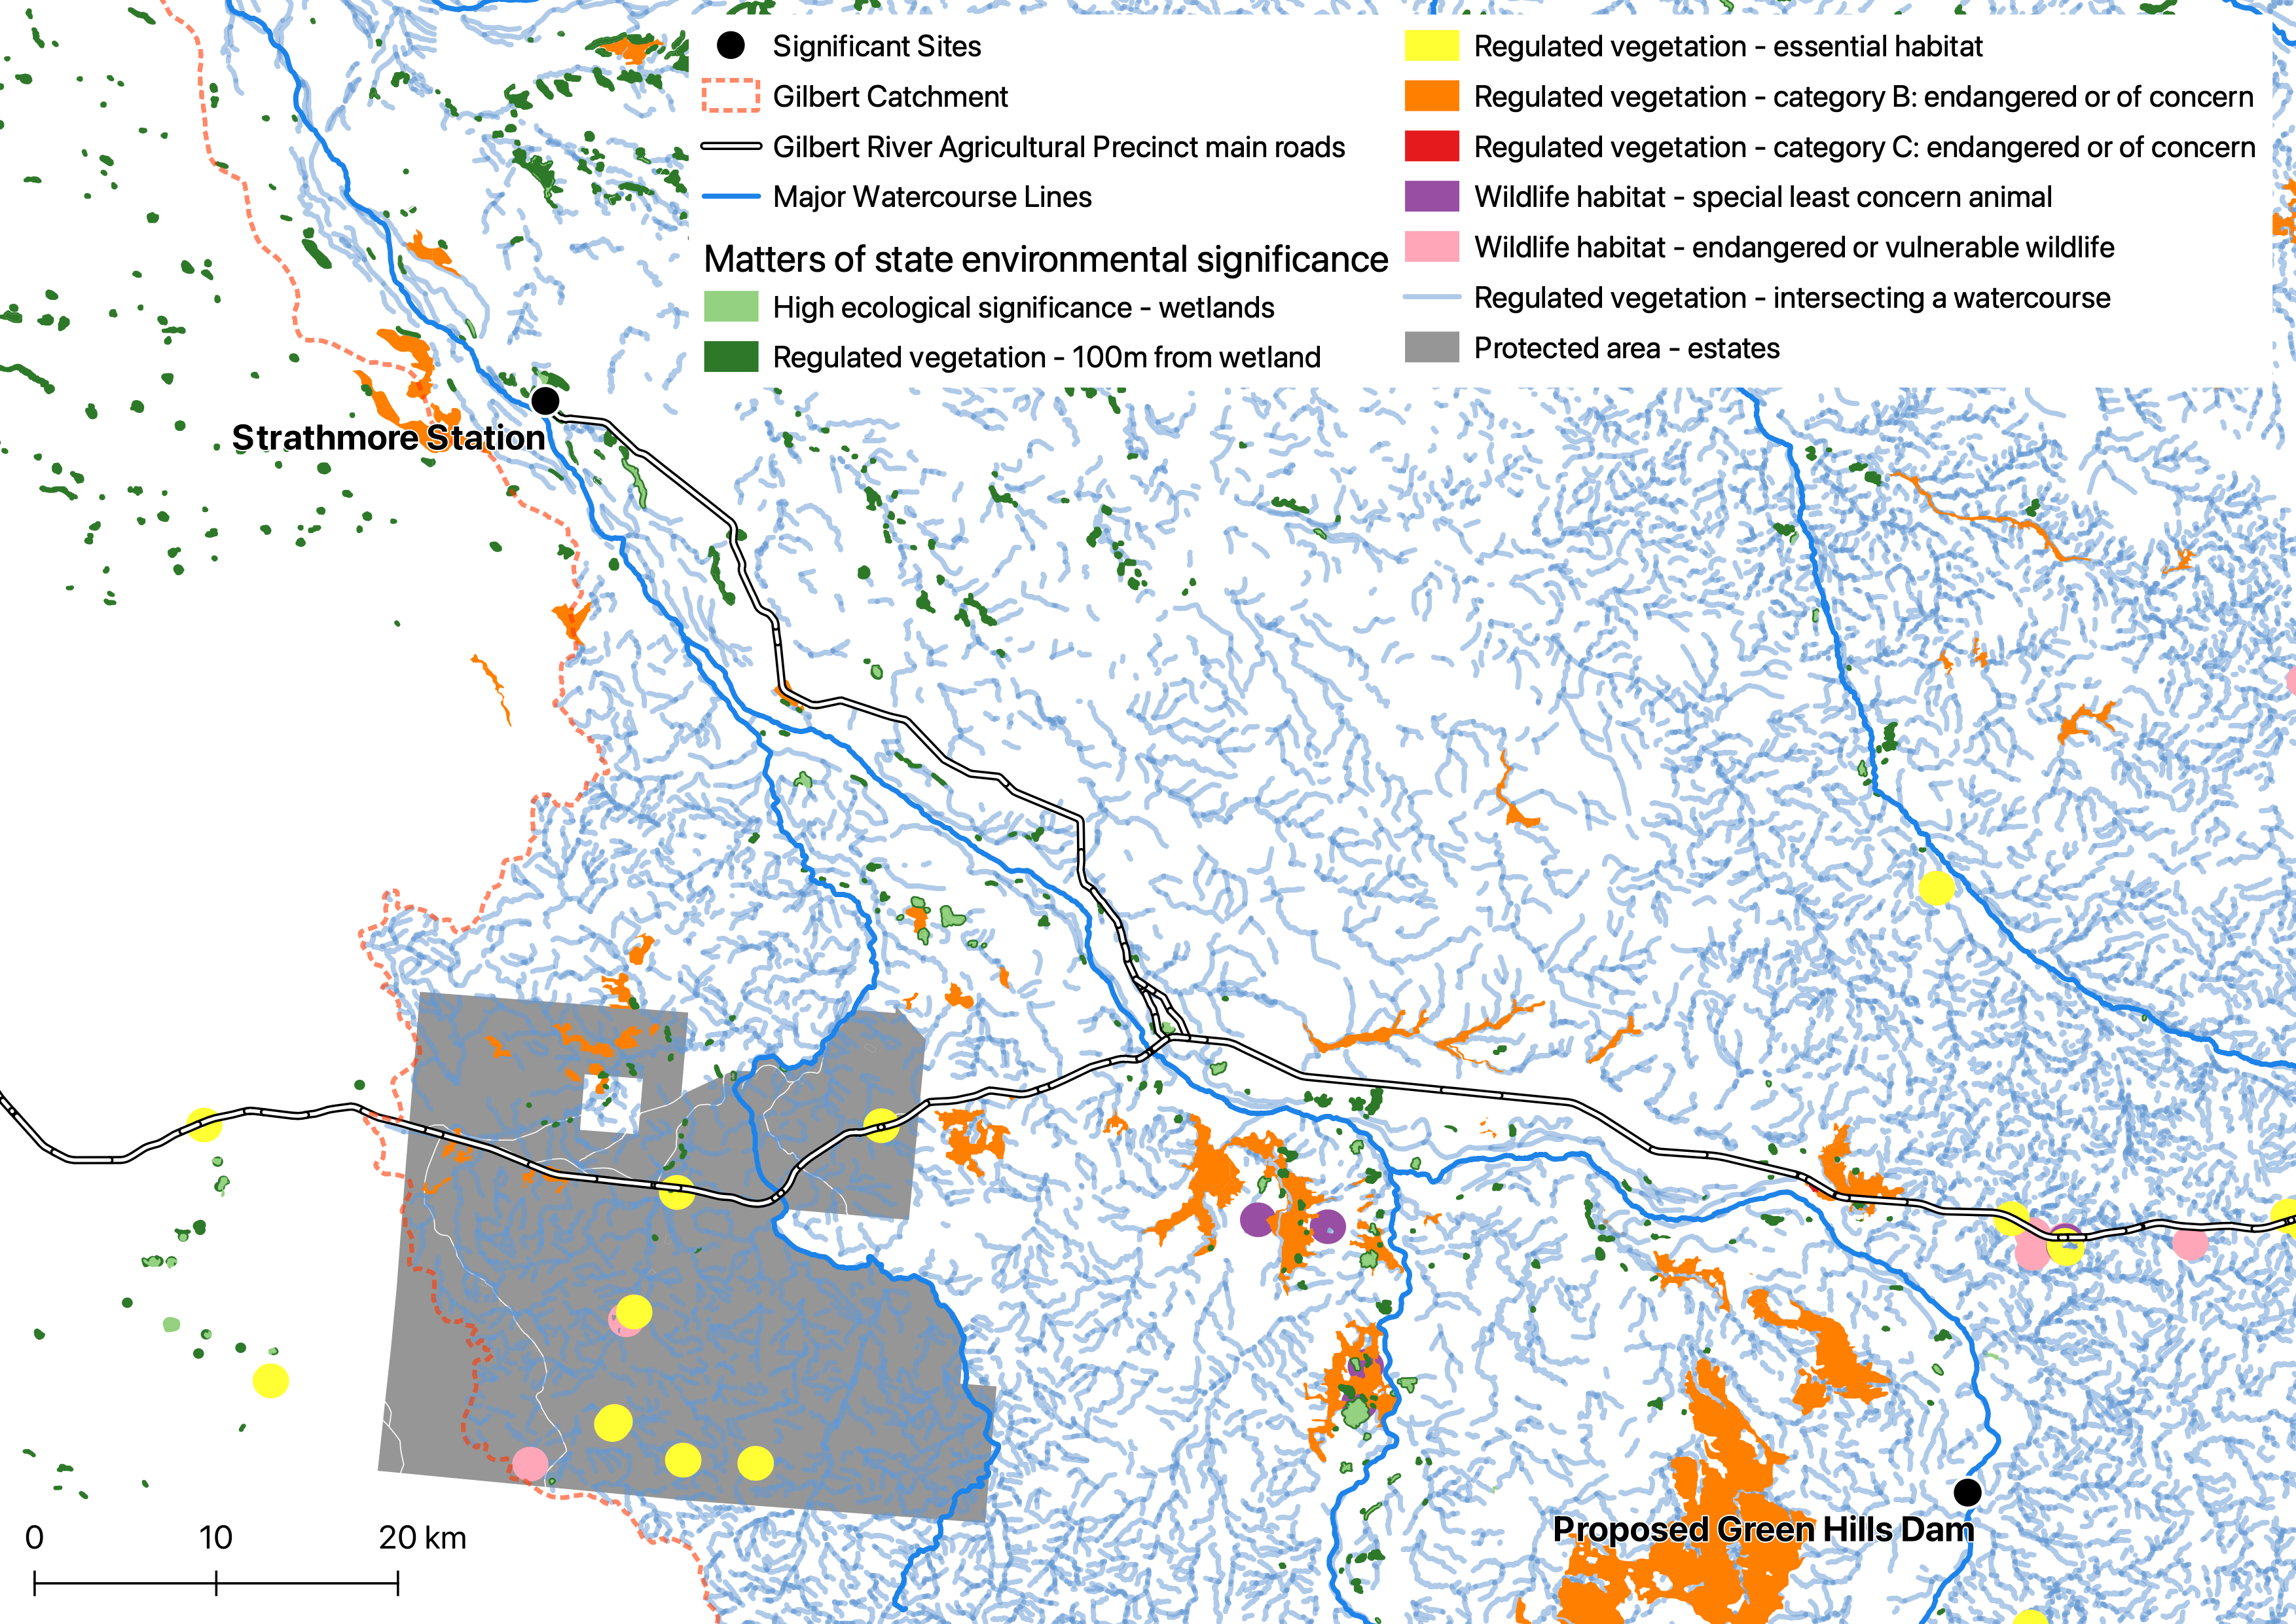 Significant Sites
Gilbert Catchment
Gilbert River Agricultural Precinct main roads
Major Watercourse Lines
Matters of state environmental significance
High ecological significance - wetlands
Regulated vegetation - 100m from wetland
Regulated vegetation - essential habitat
Regulated vegetation - category B: endangered or of concern
Regulated vegetation - category C: endangered or of concern
Wildlife habitat - special least concern animal
Wildlife habitat - endangered or vulnerable wildlife
Regulated vegetation - intersecting a watercourse
Protected area - estates
Strathmore Station
Proposed Green Hills Dam
0 10 20 km